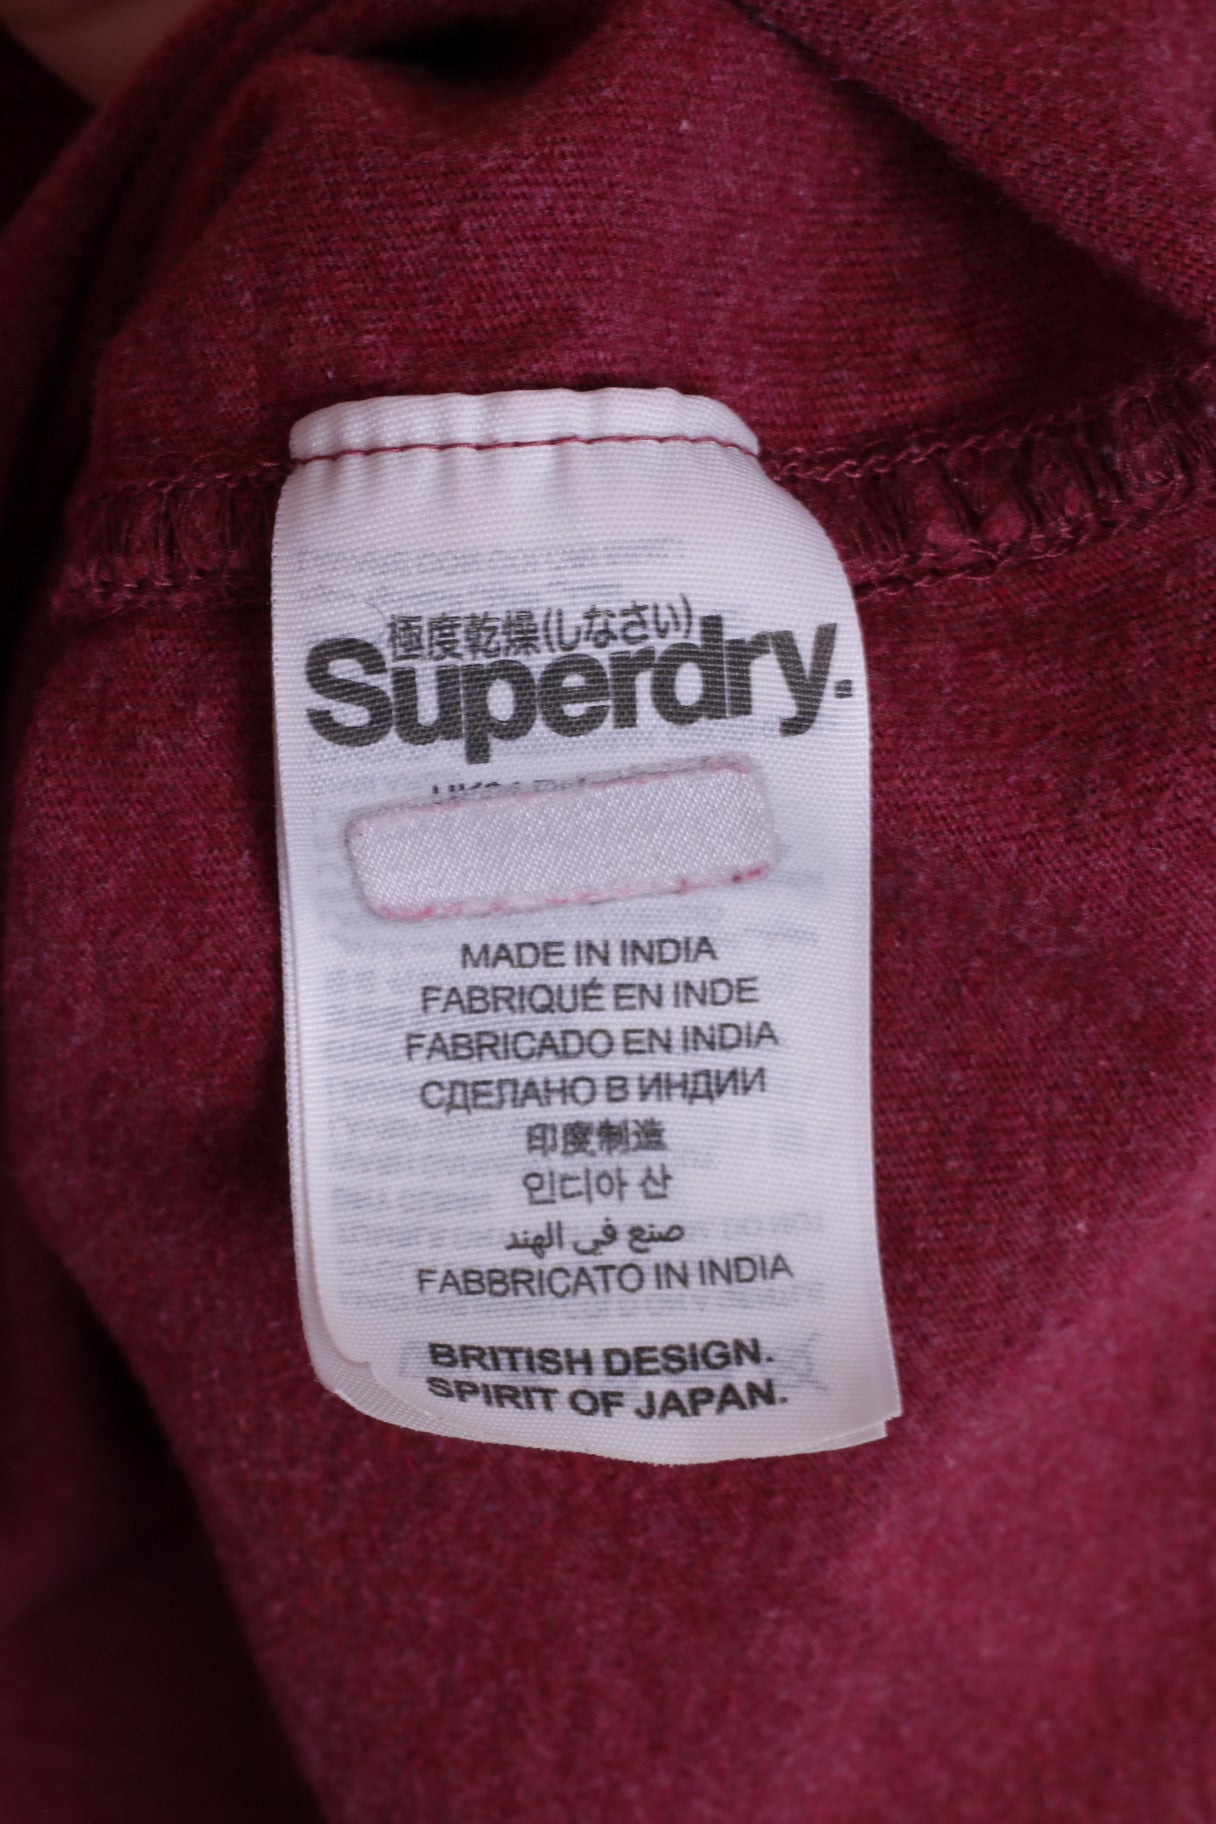 極度乾燥(しなさい)
Superdry.
MADE IN INDIA
FABRIQUÉ EN INDE
FABRICADO EN INDIA
СДЕЛАНО В ИНДИИ
印度制造
인디아 산
صنع في الهند
FABBRICATO IN INDIA
BRITISH DESIGN.
SPIRIT OF JAPAN.